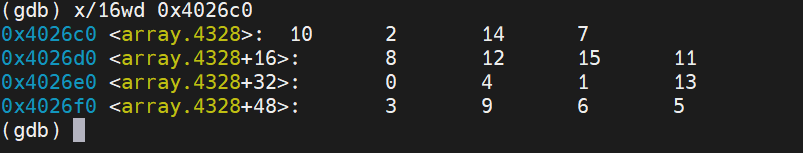 (gdb) x/16wd 0x4026c0
0x4026c0 <array.4328>: 10 2 14 7
0x4026d0 <array.4328+16>: 8 12 15 11
0x4026e0 <array.4328+32>: 0 4 1 13
0x4026f0 <array.4328+48>: 3 9 6 5
(gdb)